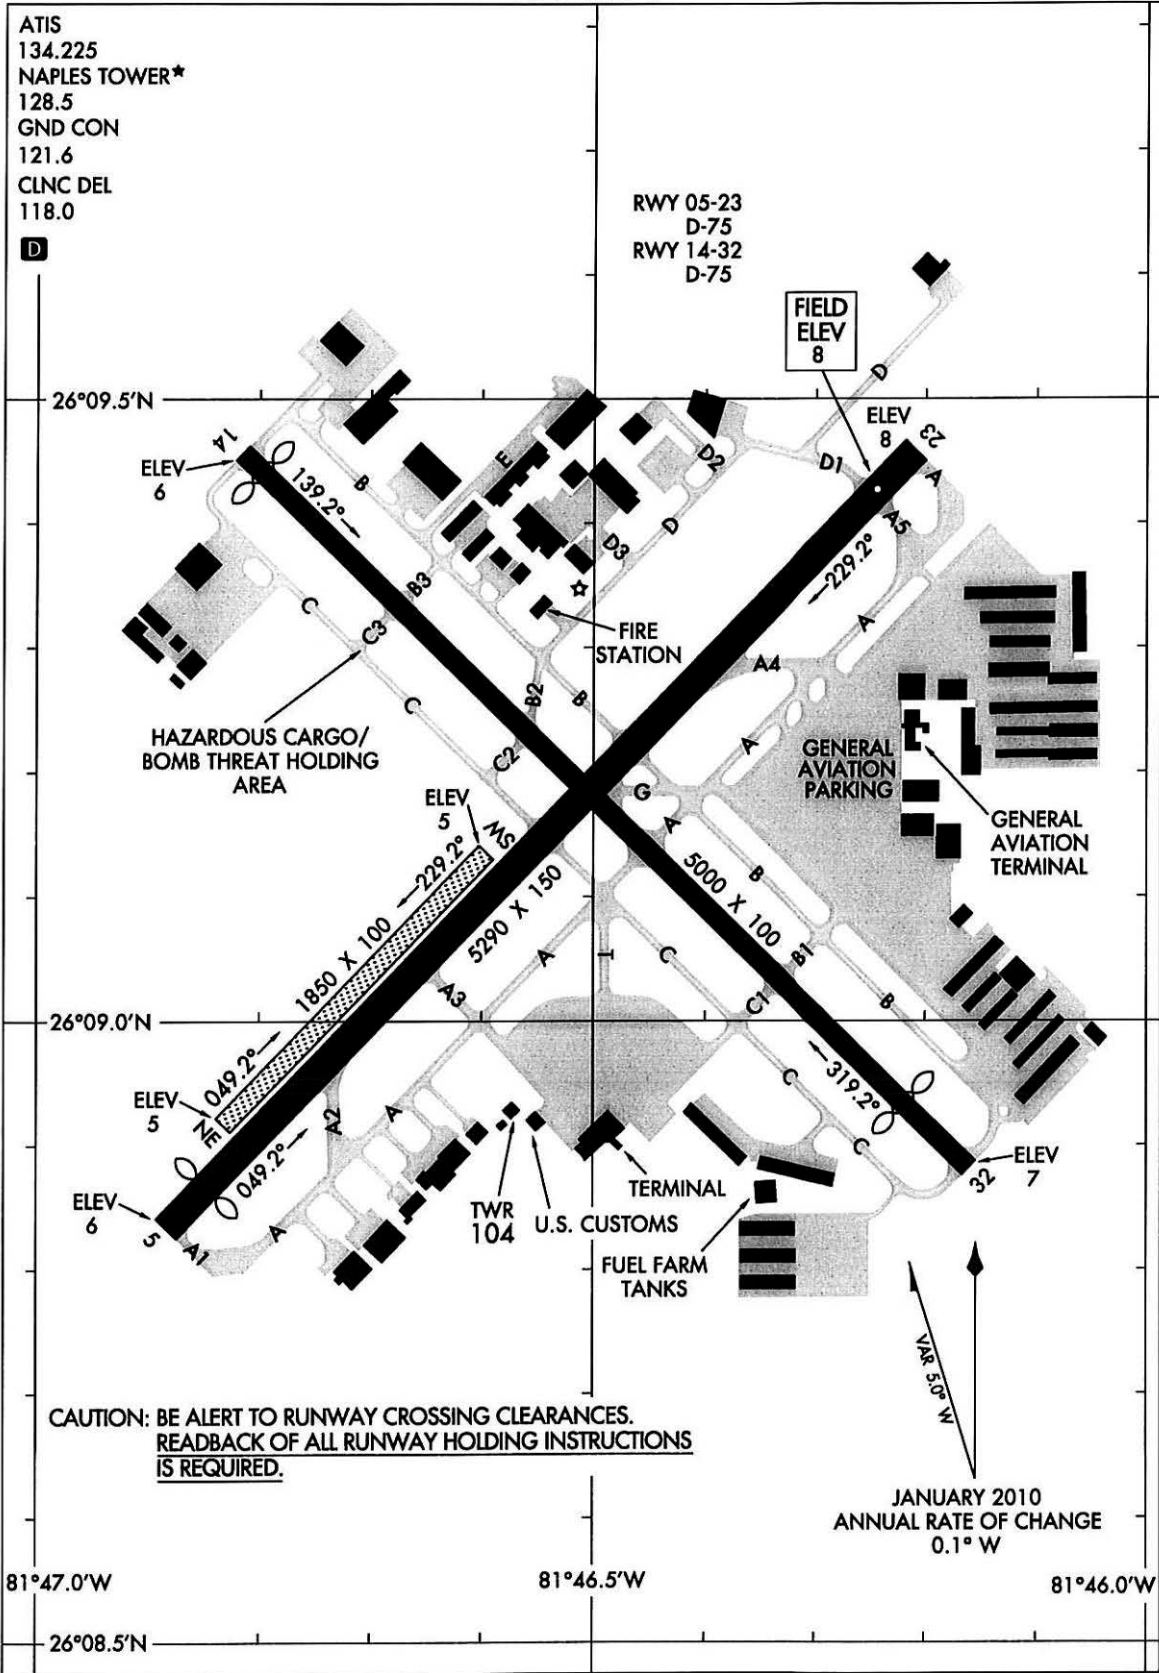 ATIS
134.225
NAPLES TOWER★
128.5
GND CON
121.6
CLNC DEL
118.0
D
RWY 05-23
D-75
RWY 14-32
D-75
FIELD
ELEV
8
D
26°09.5'N
ELEV
8
23
14
ELEV
6
139.2°
B
E
D2
D1
A
A5
D
D3
229.2°
B3
C
C3
FIRE
STATION
A
A4
B2
B
C
HAZARDOUS CARGO/
BOMB THREAT HOLDING
AREA
C2
A
GENERAL
AVIATION
PARKING
G
A
ELEV
5
SW
229.2°
GENERAL
AVIATION
TERMINAL
5000 X 100
B
5290 X 150
1850 X 100
A
I
C
B1
A3
C1
B
26°09.0'N
049.2°
C
319.2°
ELEV
5
NE
A2
A
049.2°
C
ELEV
7
32
ELEV
6
5
A1
A
TWR
104
U.S. CUSTOMS
TERMINAL
FUEL FARM
TANKS
VAR 5.0° W
CAUTION: BE ALERT TO RUNWAY CROSSING CLEARANCES.
READBACK OF ALL RUNWAY HOLDING INSTRUCTIONS
IS REQUIRED.
JANUARY 2010
ANNUAL RATE OF CHANGE
0.1° W
81°47.0'W
81°46.5'W
81°46.0'W
26°08.5'N